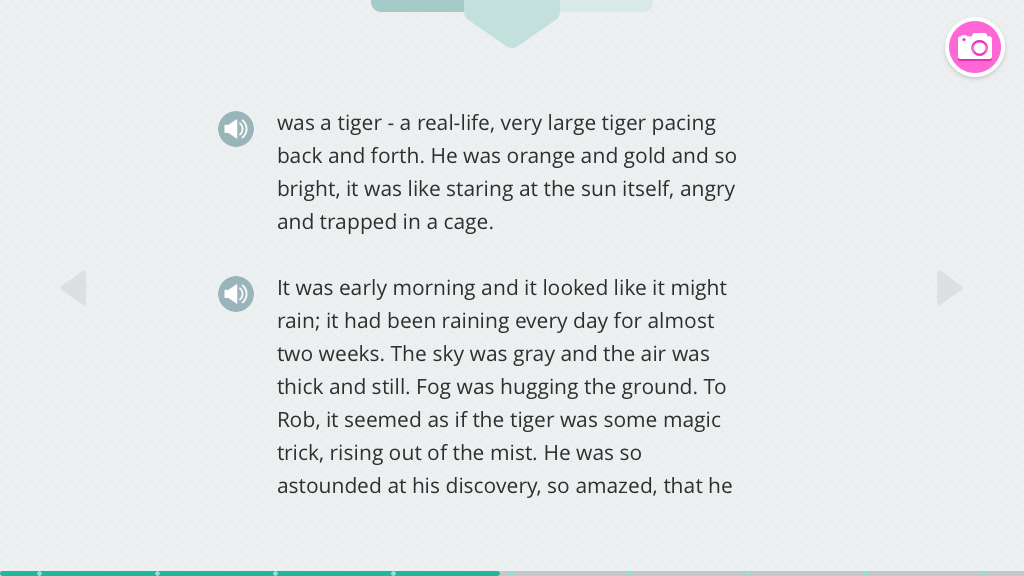 was a tiger - a real-life, very large tiger pacing
back and forth. He was orange and gold and so
bright, it was like staring at the sun itself, angry
and trapped in a cage.
It was early morning and it looked like it might
rain; it had been raining every day for almost
two weeks. The sky was gray and the air was
thick and still. Fog was hugging the ground. To
Rob, it seemed as if the tiger was some magic
trick, rising out of the mist. He was so
astounded at his discovery, so amazed, that he